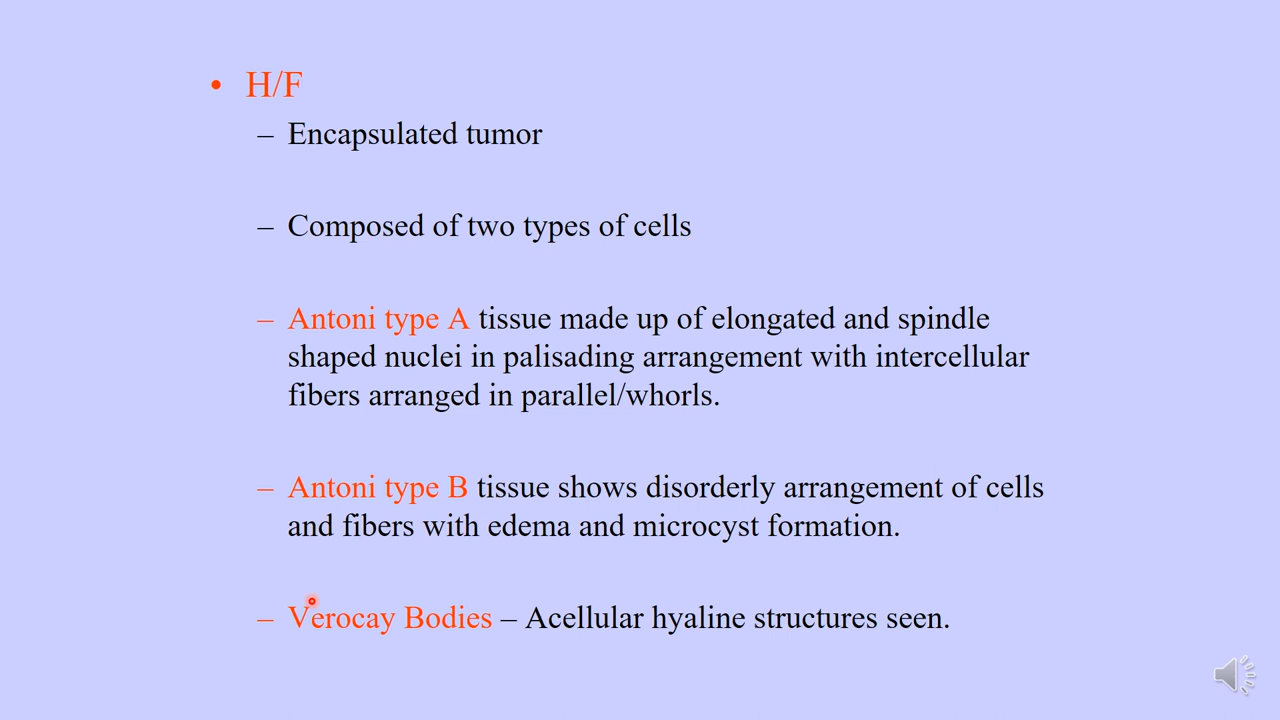 • H/F
– Encapsulated tumor
– Composed of two types of cells
– Antoni type A tissue made up of elongated and spindle
shaped nuclei in palisading arrangement with intercellular
fibers arranged in parallel/whorls.
– Antoni type B tissue shows disorderly arrangement of cells
and fibers with edema and microcyst formation.
– Verocay Bodies – Acellular hyaline structures seen.